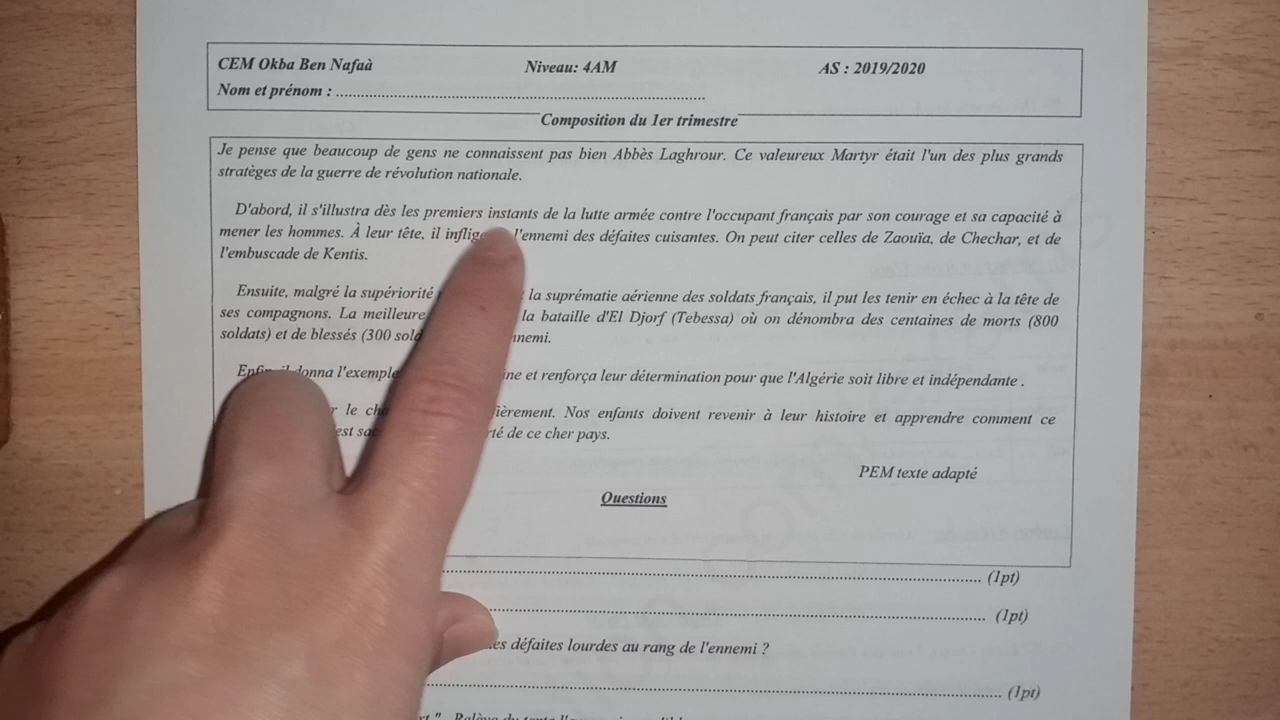 CEM Okba Ben Nafaà Niveau: 4AM AS : 2019/2020
Nom et prénom : ....................................................................................
Composition du 1er trimestre
Je pense que beaucoup de gens ne connaissent pas bien Abbès Laghrour. Ce valeureux Martyr était l'un des plus grands
stratèges de la guerre de révolution nationale.
D'abord, il s'illustra dès les premiers instants de la lutte armée contre l'occupant français par son courage et sa capacité à
mener les hommes. À leur tête, il l'ennemi des défaites cuisantes. On peut citer celles de Zaouïa, de Chechar, et de
l'embuscade de Kentis.
Ensuite, malgré la supériorité la suprématie aérienne des soldats français, il put les tenir en échec à la tête de
ses compagnons. La meilleure la bataille d'El Djorf (Tebessa) où on dénombra des centaines de morts (800
soldats) et de blessés (300
donna l'exemple et renforça leur détermination pour que l'Algérie soit libre et indépendante .
le Nos enfants doivent revenir à leur histoire et apprendre comment ce
de ce cher pays.
PEM texte adapté
Questions
(1pt)
(1pt)
défaites lourdes au rang de l'ennemi ?
(1pt)